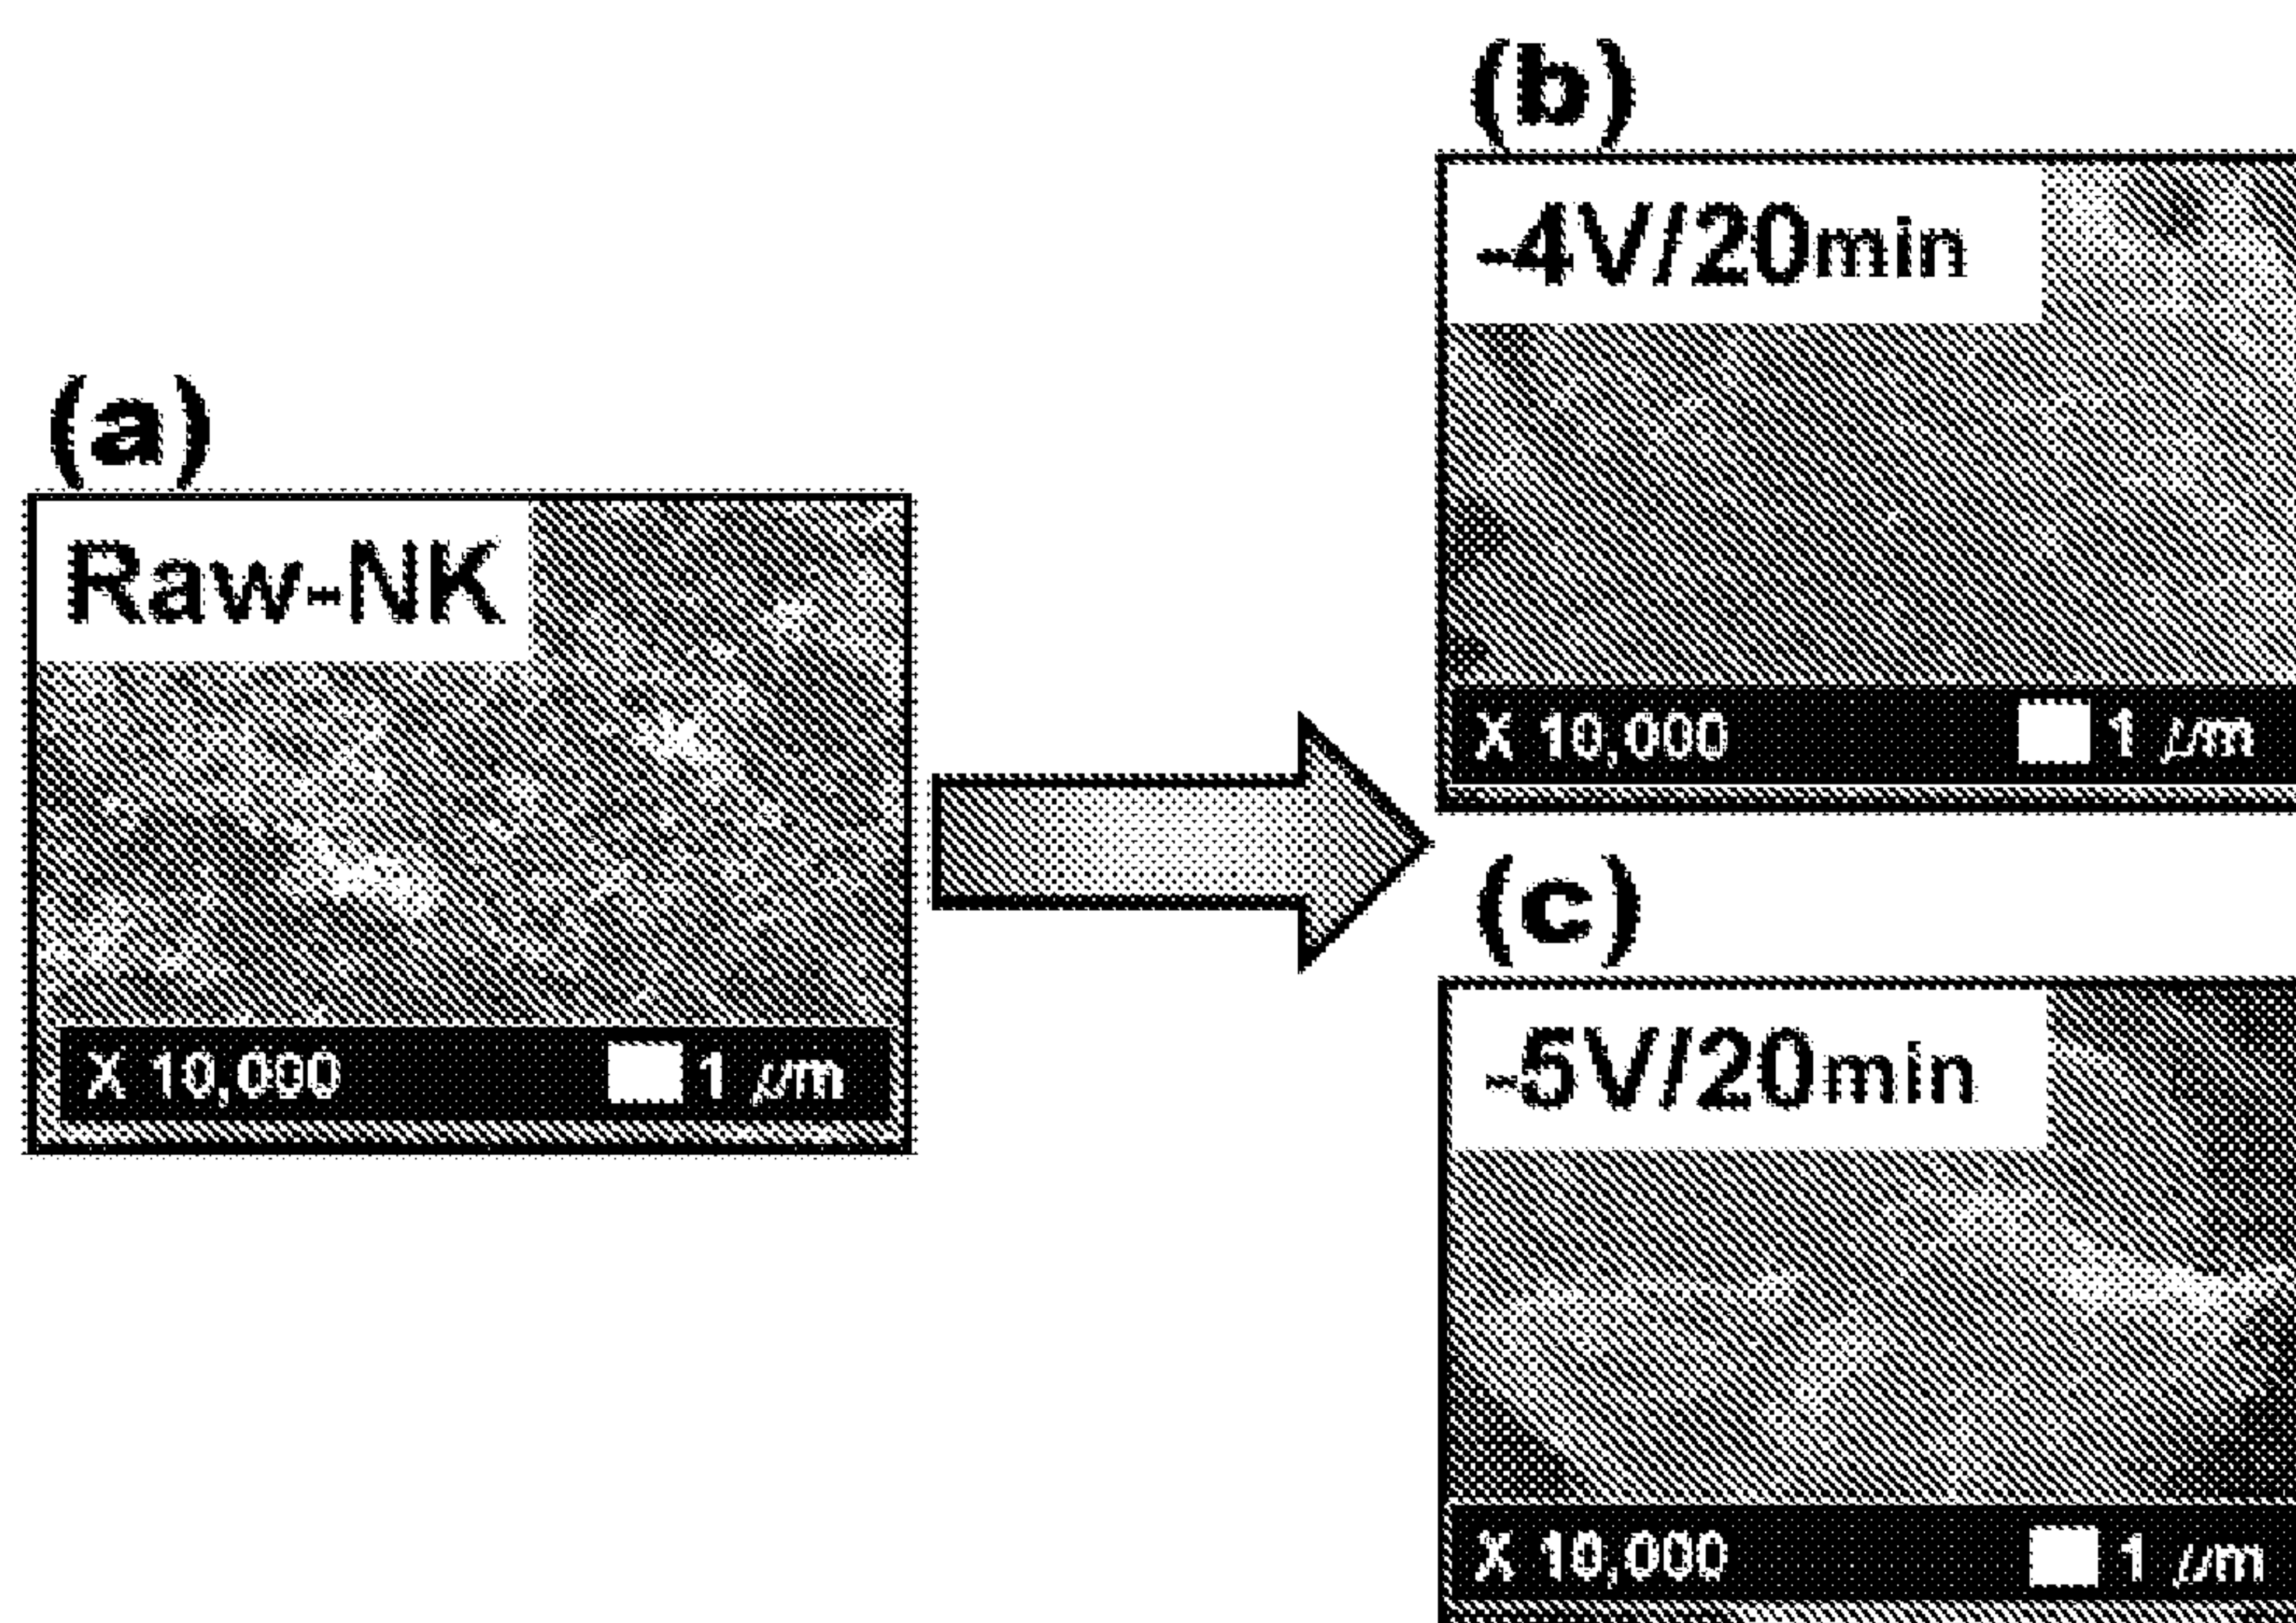 (a)
Raw-NK
X 10,000 1 μm
(b)
-4V/20min
X 10,000 1 μm
(c)
-5V/20min
X 10,000 1 μm